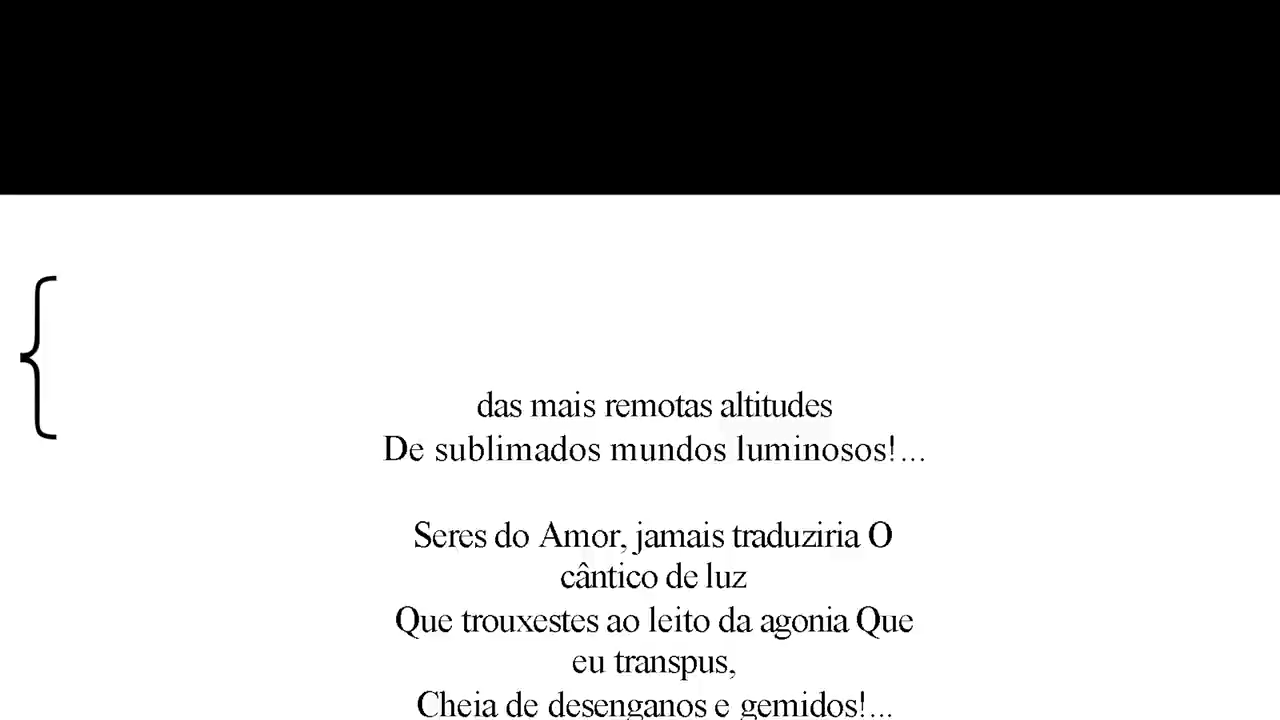 das mais remotas altitudes
De sublimados mundos luminosos!...
Seres do Amor, jamais traduziria O
cântico de luz
Que trouxestes ao leito da agonia Que
eu transpus,
Cheia de desenganos e gemidos!...